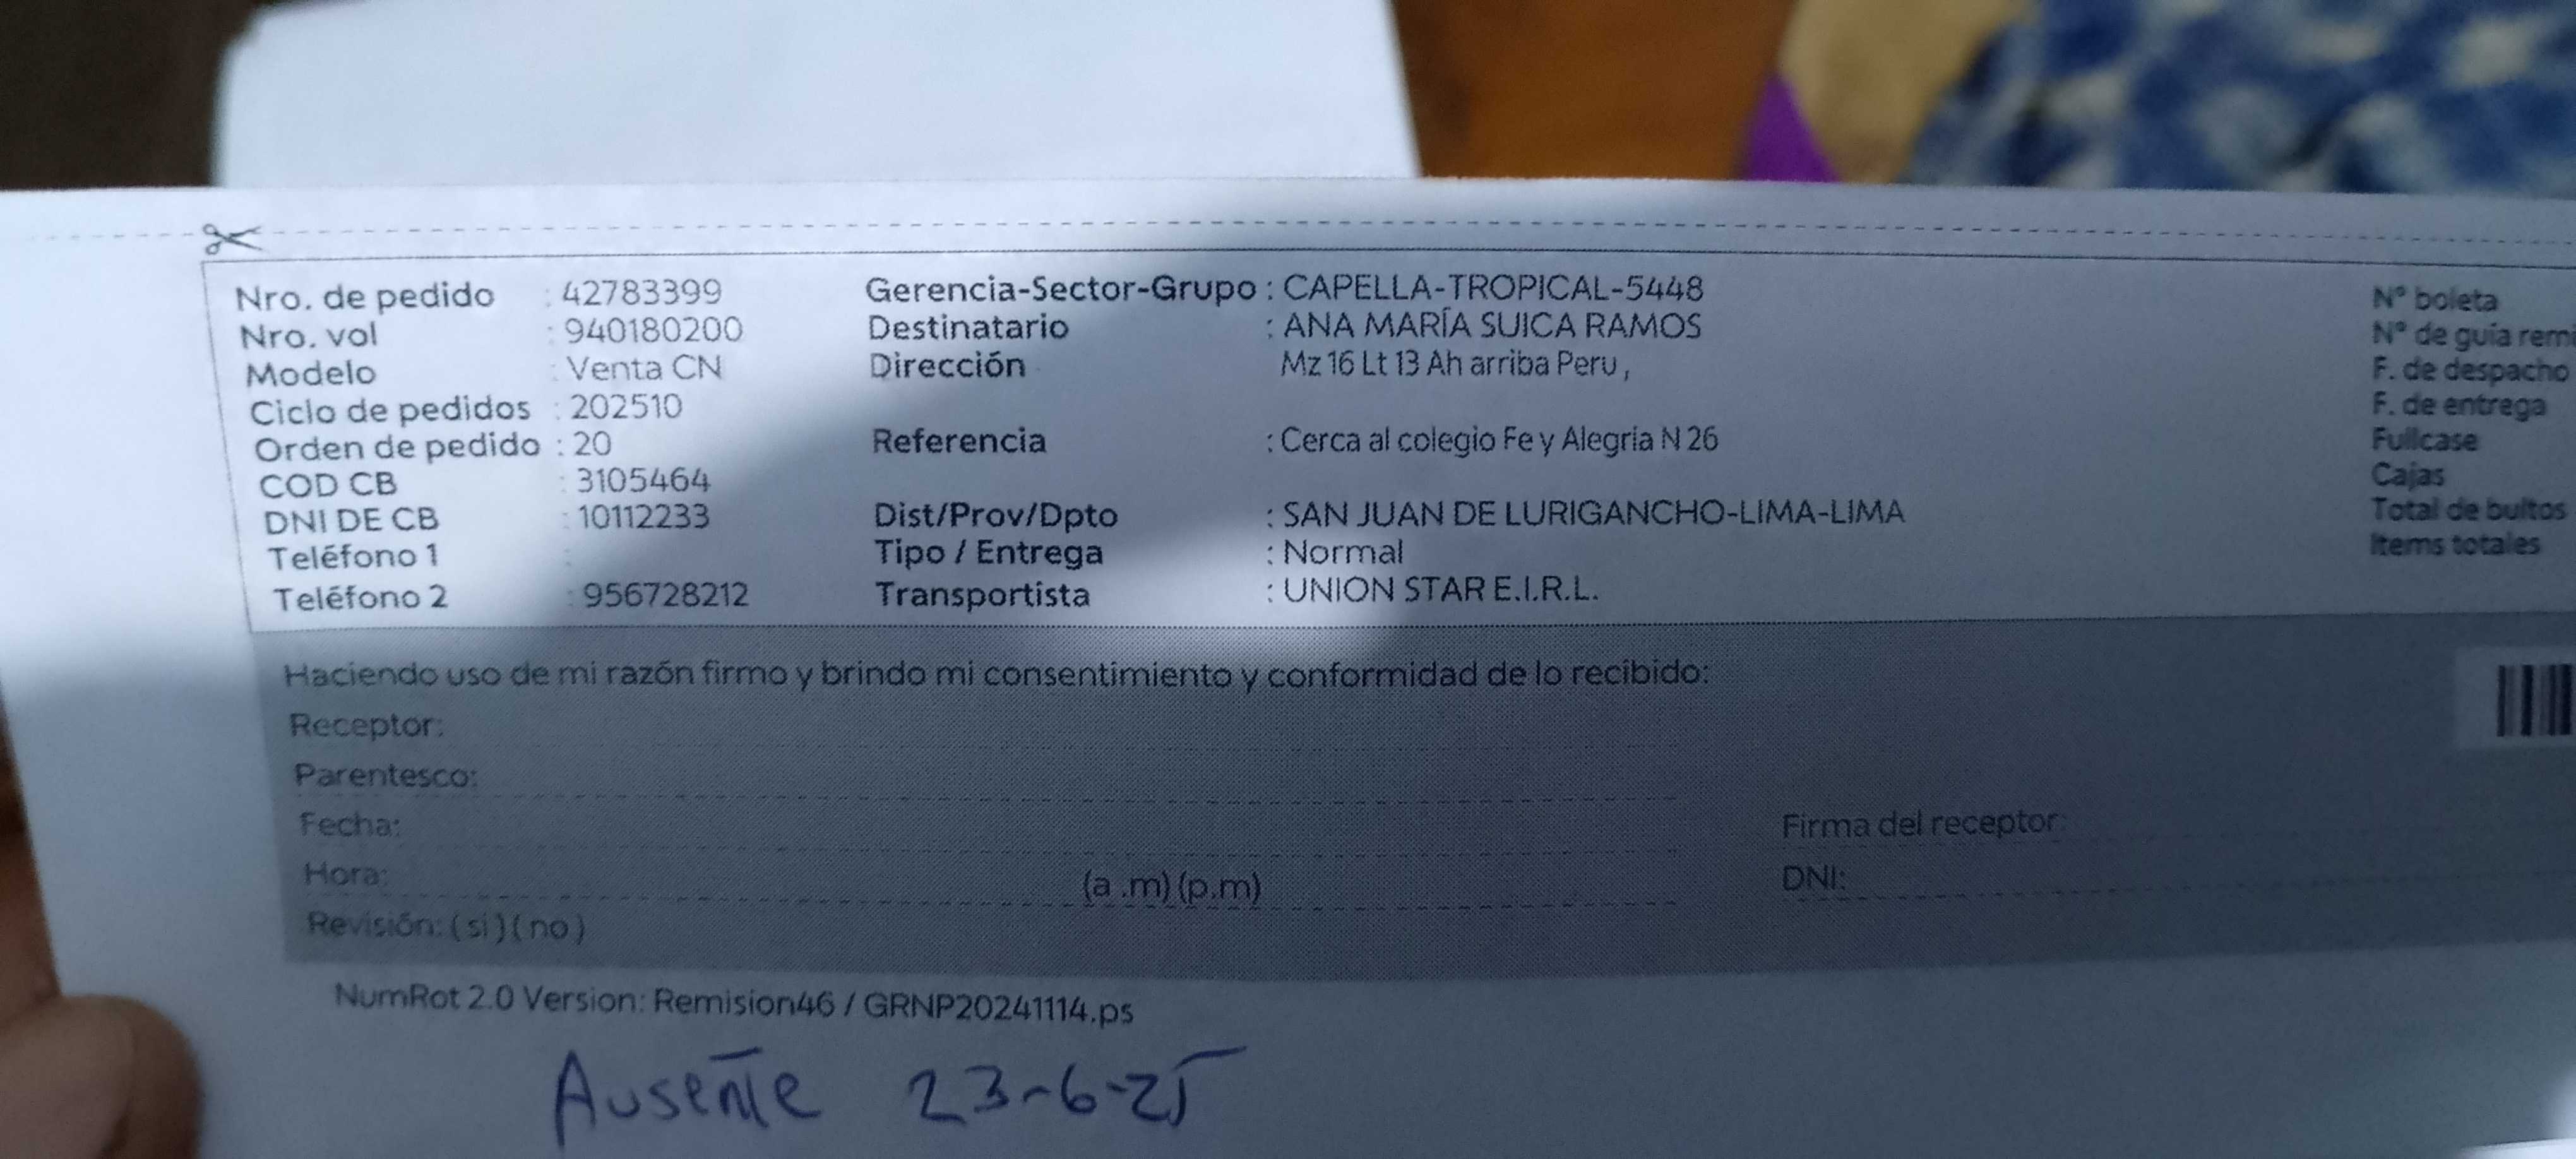 Nro. de pedido : 42783399 Gerencia-Sector-Grupo : CAPELLA-TROPICAL-5448 N° boleta
Nro. vol : 940180200 Destinatario : ANA MARÍA SUICA RAMOS N° de guía remi
Modelo : Venta CN Dirección Mz 16 Lt 13 Ah arriba Peru , F. de despacho
Ciclo de pedidos : 202510 F. de entrega
Orden de pedido : 20 Referencia : Cerca al colegio Fe y Alegria N 26 Fullcase
COD CB : 3105464 Cajas
DNI DE CB : 10112233 Dist/Prov/Dpto : SAN JUAN DE LURIGANCHO-LIMA-LIMA Total de bultos
Teléfono 1 : Tipo / Entrega : Normal Items totales
Teléfono 2 : 956728212 Transportista : UNION STAR E.I.R.L.
Haciendo uso de mi razón firmo y brindo mi consentimiento y conformidad de lo recibido:
Receptor:
Parentesco:
Fecha: Firma del receptor:
Hora: (a .m) (p.m) DNI:
Revisión: ( si ) ( no )
NumRot 2.0 Version: Remision46 / GRNP20241114.ps
Ausente 23-6-25